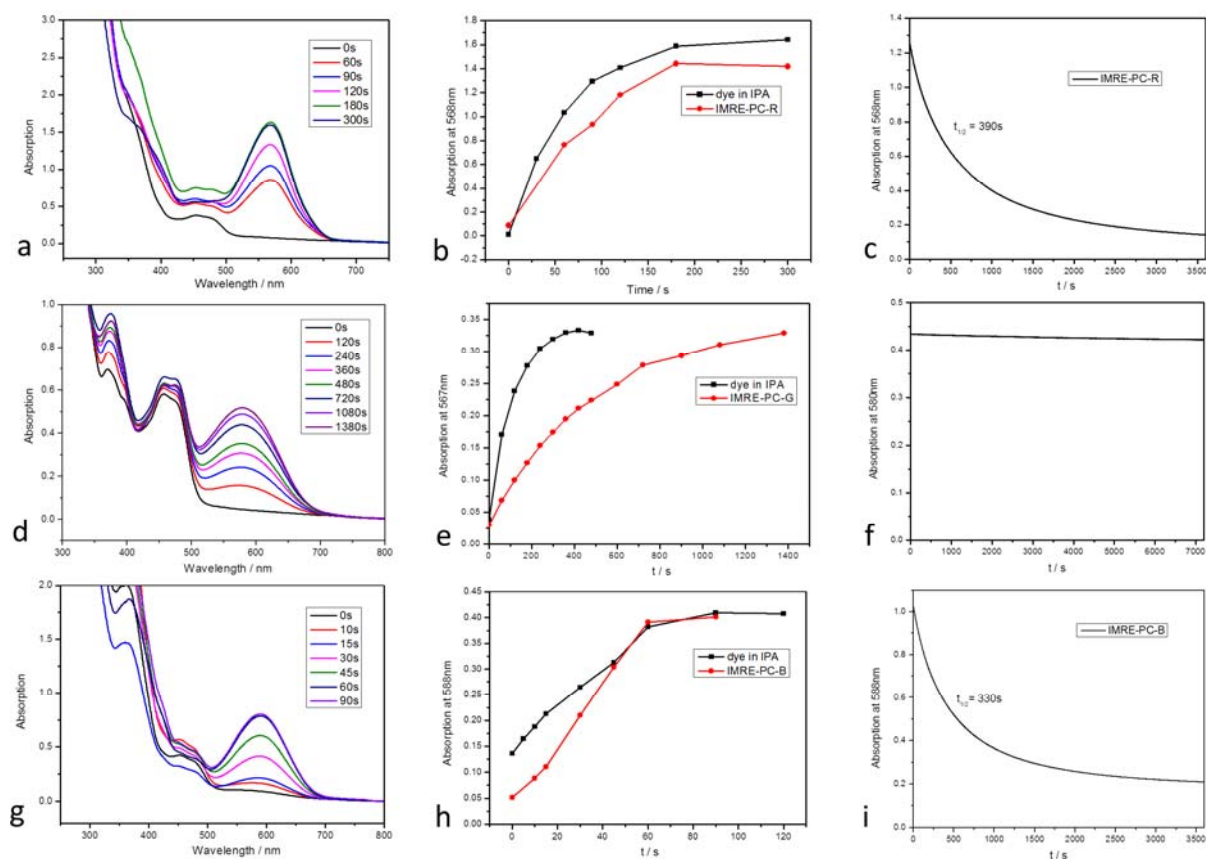 a
Absorption
3.0
2.5
2.0
1.5
1.0
0.5
0.0
300 400 500 600 700
Wavelength / nm
0s
60s
90s
120s
180s
300s
b
Absorption at 568nm
1.8
1.6
1.4
1.2
1.0
0.8
0.6
0.4
0.2
0.0
-0.2
0 50 100 150 200 250 300
Time / s
dye in IPA
IMRE-PC-R
c
Absorption at 568nm
1.4
1.2
1.0
0.8
0.6
0.4
0.2
0.0
0 500 1000 1500 2000 2500 3000 3500
t / s
IMRE-PC-R
t1/2 = 390s
d
Absorption
1.0
0.8
0.6
0.4
0.2
0.0
300 400 500 600 700 800
Wavelength / nm
0s
120s
240s
360s
480s
720s
1080s
1380s
e
Absorption at 567nm
0.35
0.30
0.25
0.20
0.15
0.10
0.05
0.00
0 200 400 600 800 1000 1200 1400
t / s
dye in IPA
IMRE-PC-G
f
Absorption at 580nm
0.5
0.4
0.3
0.2
0.1
0.0
0 1000 2000 3000 4000 5000 6000 7000
t / s
g
Absorption
2.0
1.5
1.0
0.5
0.0
300 400 500 600 700 800
Wavelength / nm
0s
10s
15s
30s
45s
60s
90s
h
Absorption at 588nm
0.45
0.40
0.35
0.30
0.25
0.20
0.15
0.10
0.05
0.00
0 20 40 60 80 100 120
t / s
dye in IPA
IMRE-PC-B
i
Absorption at 588nm
1.0
0.8
0.6
0.4
0.2
0.0
0 500 1000 1500 2000 2500 3000 3500
t / s
IMRE-PC-B
t1/2 = 330s